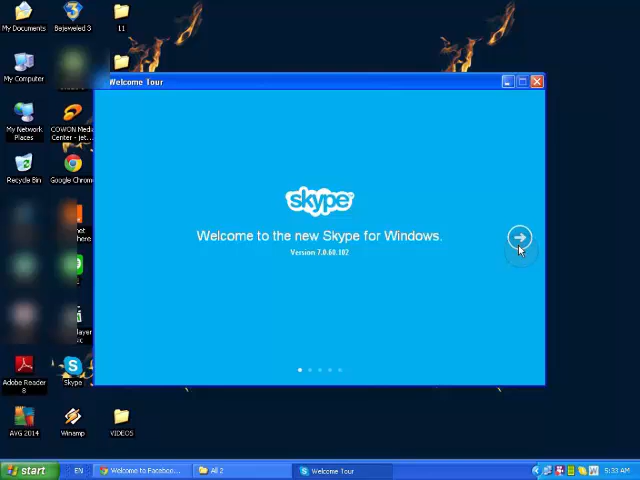 My Documents
Bejeweled 3
11
My Computer
Welcome Tour
My Network
Places
COWON Media
Center - jet...
Recycle Bin
Google Chrome
skype
Welcome to the new Skype for Windows.
Version 7.0.60.102
Adobe Reader
8
Skype
AVG 2014
Winamp
VIDEOS
start
EN
Welcome to Faceboo...
All 2
Welcome Tour
5:33 AM